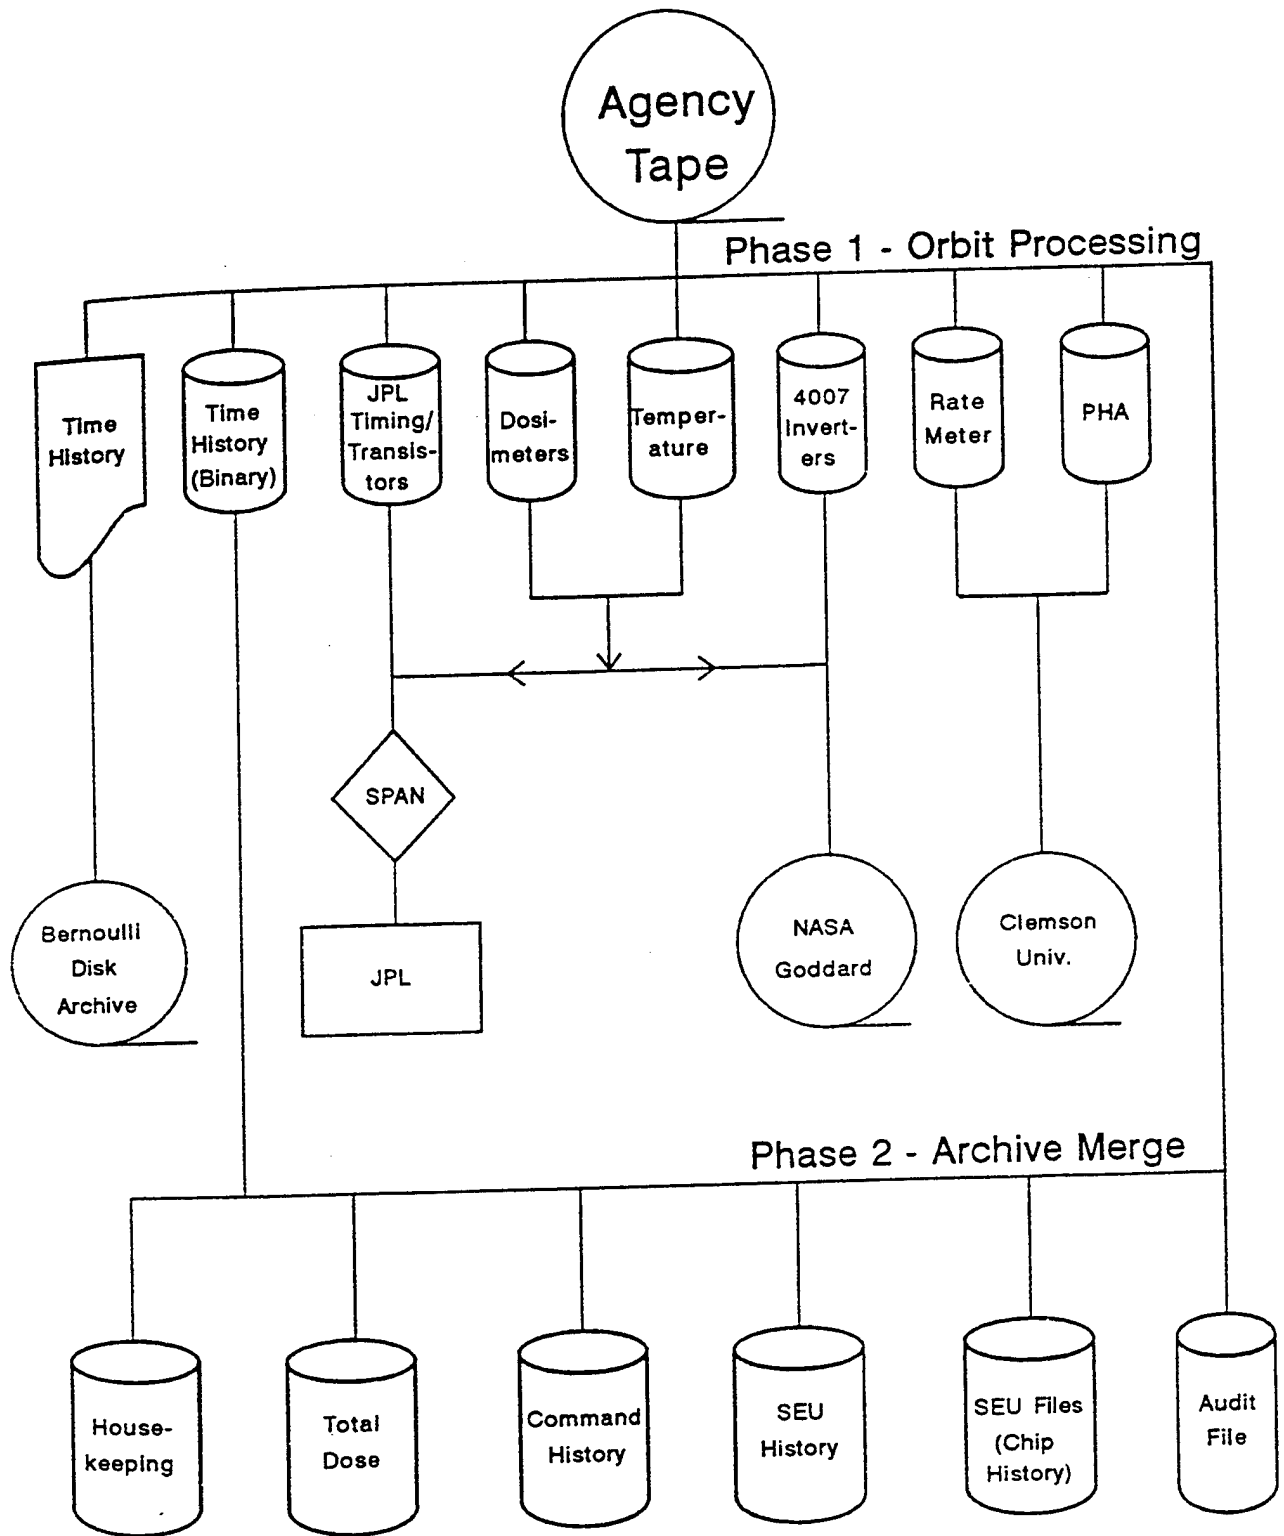 Agency
Tape
Phase 1 - Orbit Processing
Time
History
Time
History
(Binary)
JPL
Timing/
Transis-
tors
Dosi-
meters
Temper-
ature
4007
Invert-
ers
Rate
Meter
PHA
SPAN
Bernoulli
Disk
Archive
JPL
NASA
Goddard
Clemson
Univ.
Phase 2 - Archive Merge
House-
keeping
Total
Dose
Command
History
SEU
History
SEU Files
(Chip
History)
Audit
File